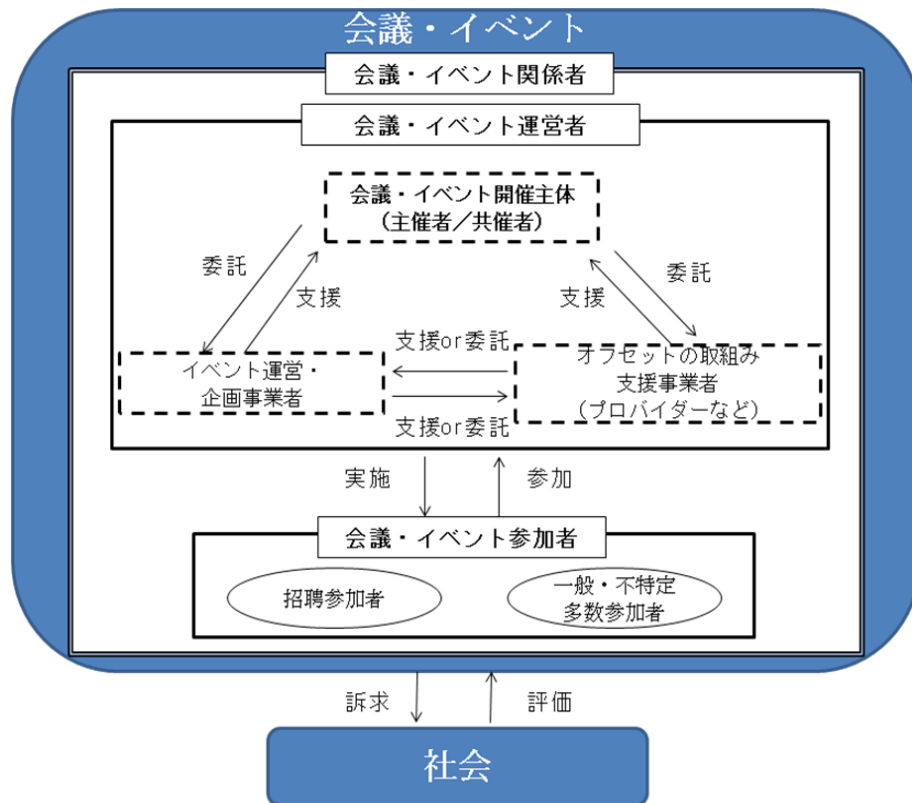 会議・イベント
会議・イベント関係者
会議・イベント運営者
会議・イベント開催主体
(主催者／共催者)
委託
支援
支援
委託
支援or委託
イベント運営・
企画事業者
オフセットの取組み
支援事業者
(プロバイダーなど)
支援or委託
実施
参加
会議・イベント参加者
招聘参加者
一般・不特定
多数参加者
訴求
評価
社会